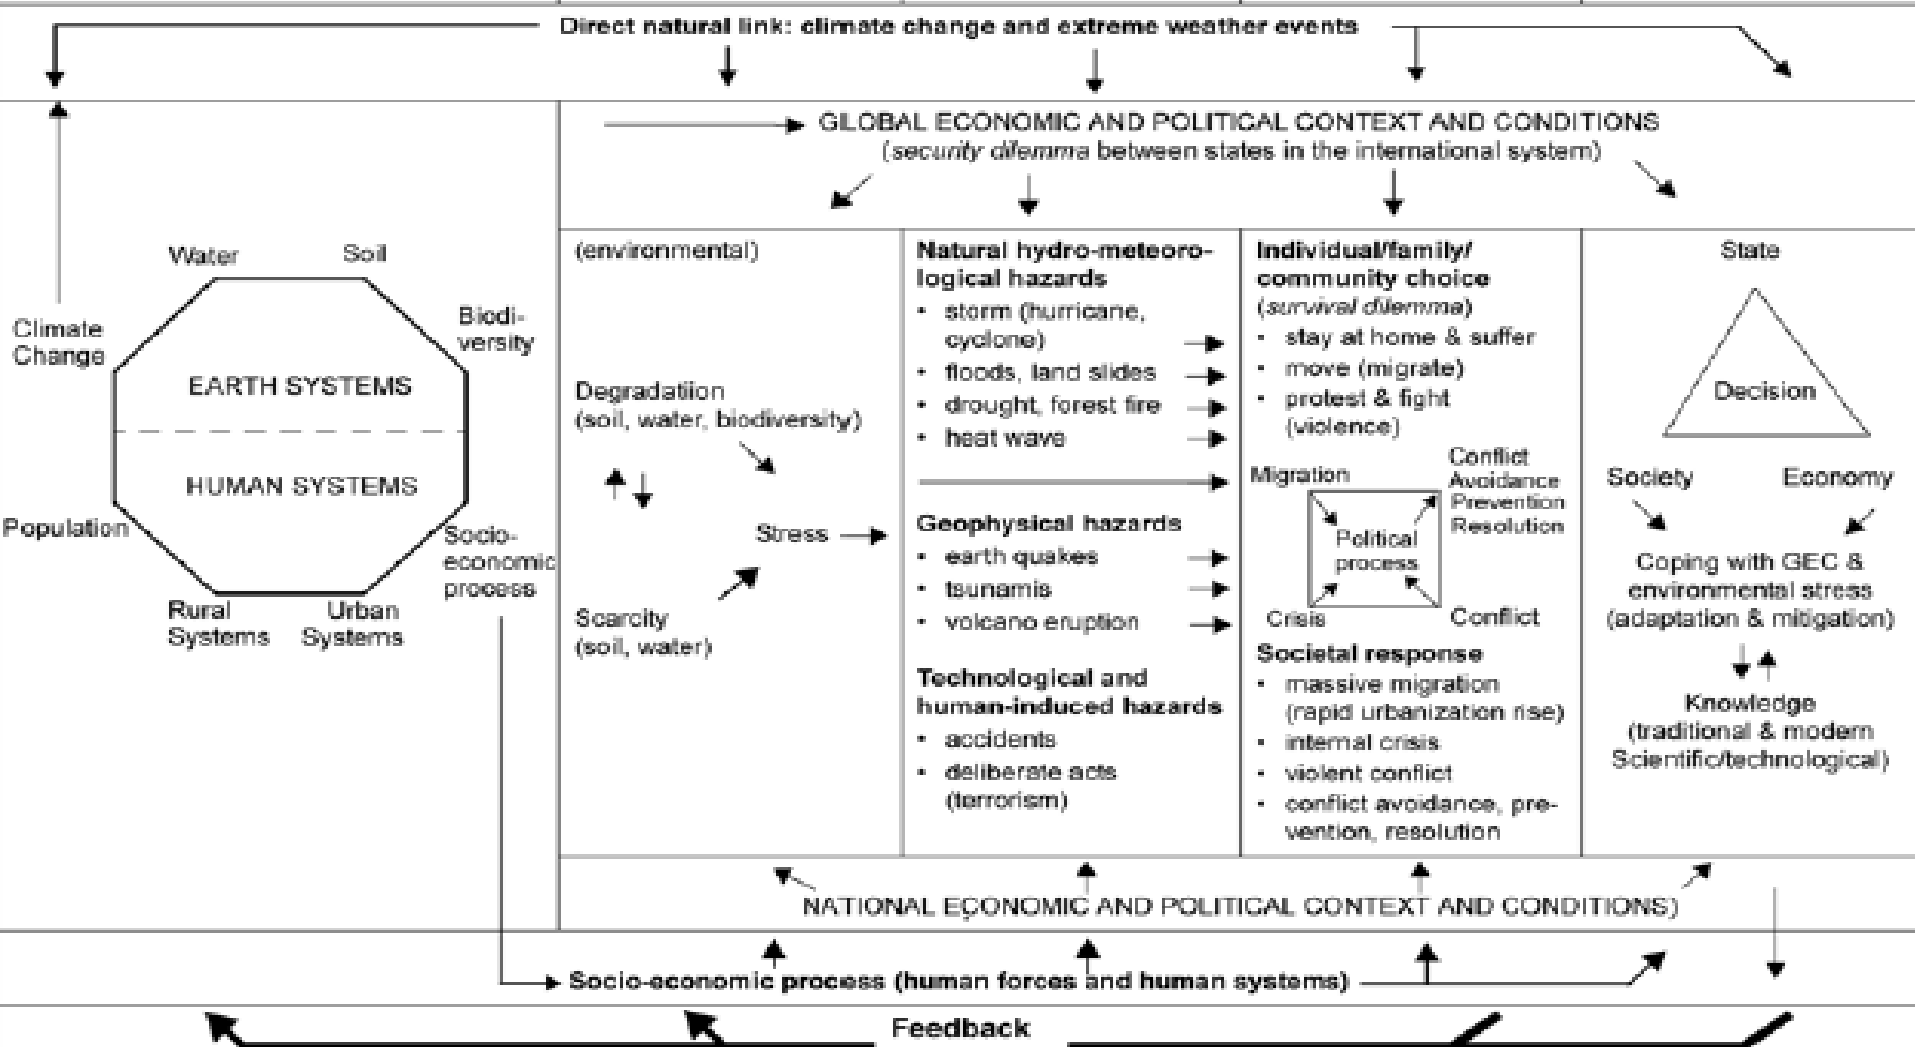 Direct natural link: climate change and extreme weather events
GLOBAL ECONOMIC AND POLITICAL CONTEXT AND CONDITIONS
(security dilemma between states in the international system)
Water
Soil
Climate
Change
Biodi-
versity
EARTH SYSTEMS
HUMAN SYSTEMS
Population
Socio-
economic
process
Rural
Systems
Urban
Systems
(environmental)
Degradatiion
(soil, water, biodiversity)
Stress
Scarcity
(soil, water)
Natural hydro-meteoro-
logical hazards
• storm (hurricane,
cyclone)
• floods, land slides
• drought, forest fire
• heat wave
Geophysical hazards
• earth quakes
• tsunamis
• volcano eruption
Technological and
human-induced hazards
• accidents
• deliberate acts
(terrorism)
Individual/family/
community choice
(survival dilemma)
• stay at home & suffer
• move (migrate)
• protest & fight
(violence)
Migration
Conflict
Avoidance
Prevention
Resolution
Political
process
Crisis
Conflict
Societal response
• massive migration
(rapid urbanization rise)
• internal crisis
• violent conflict
• conflict avoidance, pre-
vention, resolution
State
Decision
Society
Economy
Coping with GEC &
environmental stress
(adaptation & mitigation)
Knowledge
(traditional & modern
Scientific/technological)
NATIONAL ECONOMIC AND POLITICAL CONTEXT AND CONDITIONS)
Socio-economic process (human forces and human systems)
Feedback